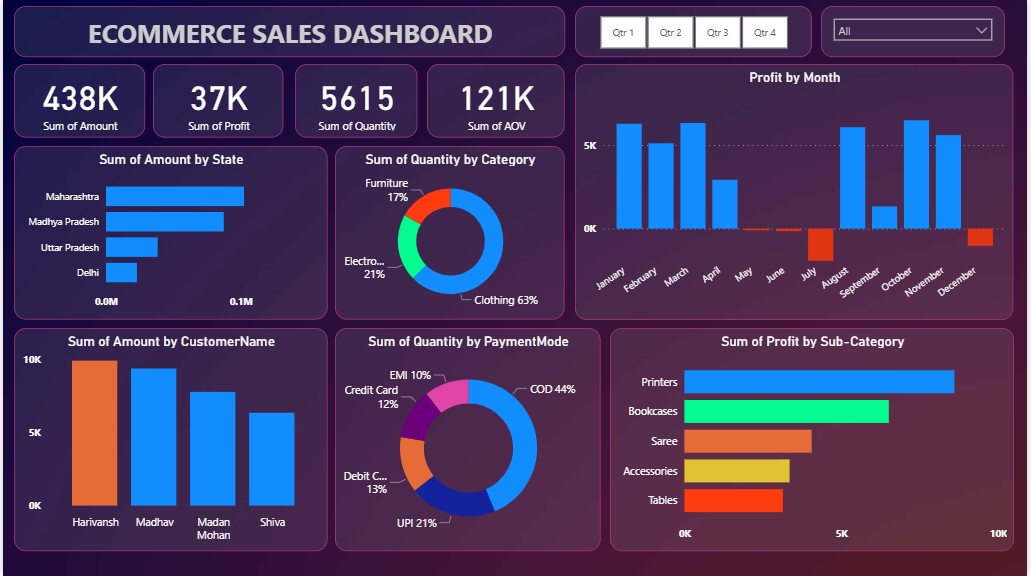 ECOMMERCE SALES DASHBOARD
Qtr 1
Qtr 2
Qtr 3
Qtr 4
All
438K
Sum of Amount
37K
Sum of Profit
5615
Sum of Quantity
121K
Sum of AOV
Profit by Month
5K
0K
January
February
March
April
May
June
July
August
September
October
November
December
Sum of Amount by State
Maharashtra
Madhya Pradesh
Uttar Pradesh
Delhi
0.0M
0.1M
Sum of Quantity by Category
Furniture
17%
Electro...
21%
Clothing 63%
Sum of Amount by CustomerName
10K
5K
0K
Harivansh
Madhav
Madan
Mohan
Shiva
Sum of Quantity by PaymentMode
EMI 10%
COD 44%
Credit Card
12%
Debit C...
13%
UPI 21%
Sum of Profit by Sub-Category
Printers
Bookcases
Saree
Accessories
Tables
0K
5K
10K